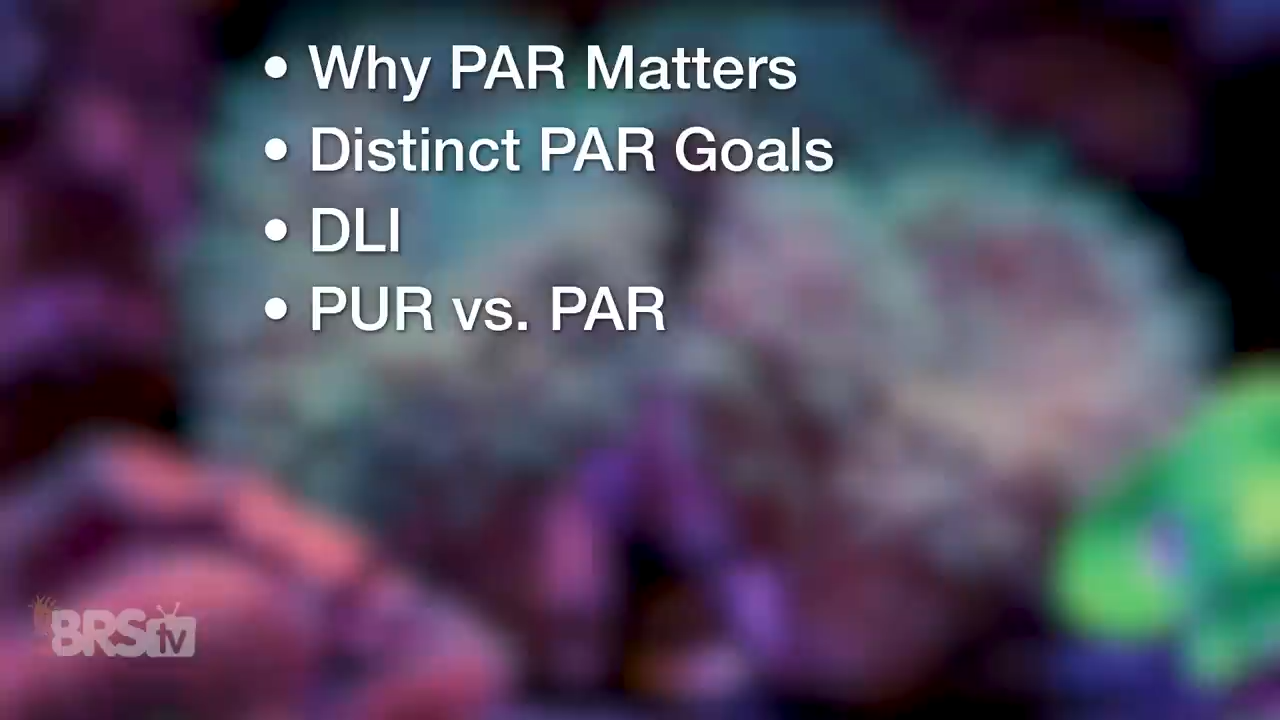 • Why PAR Matters
• Distinct PAR Goals
• DLI
• PUR vs. PAR
BRStv